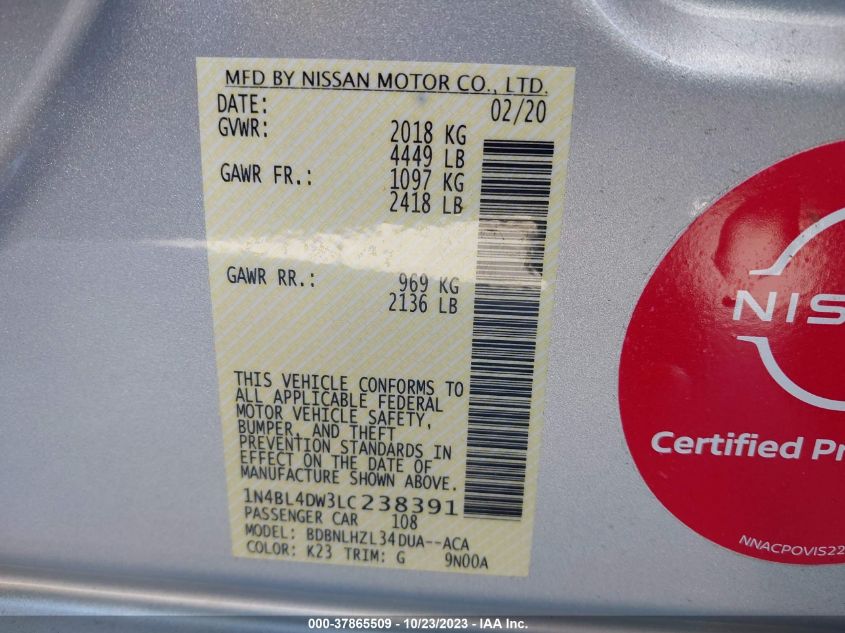 MFD BY NISSAN MOTOR CO., LTD.
DATE: 02/20
GVWR: 2018 KG
4449 LB
GAWR FR.: 1097 KG
2418 LB
GAWR RR.: 969 KG
2136 LB
THIS VEHICLE CONFORMS TO
ALL APPLICABLE FEDERAL
MOTOR VEHICLE SAFETY,
BUMPER, AND THEFT
PREVENTION STANDARDS IN
EFFECT ON THE DATE OF
MANUFACTURE SHOWN ABOVE.
1N4BL4DW3LC238391
PASSENGER CAR 108
MODEL: BDBNLHZL34DUA--ACA
COLOR: K23 TRIM: G 9N00A
NIS
Certified Pr
NNACPOVIS22
000-37865509 - 10/23/2023 - IAA Inc.